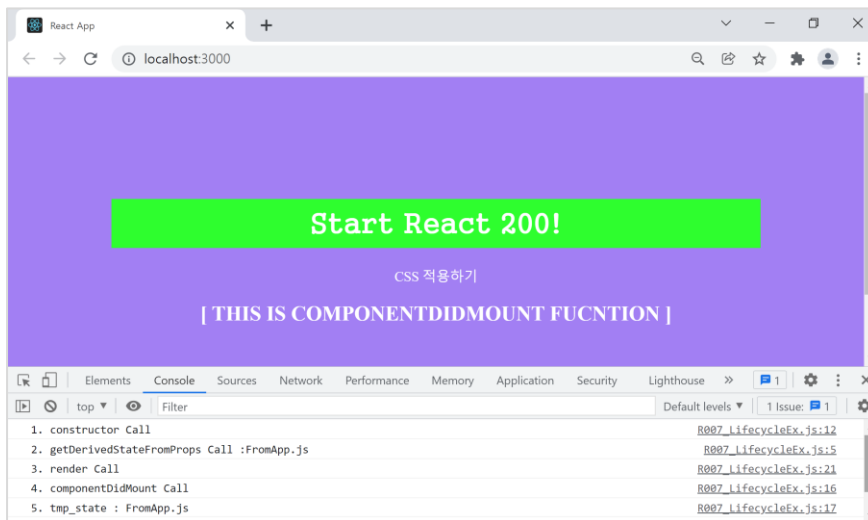 React App
localhost:3000
Start React 200!
CSS 적용하기
[ THIS IS COMPONENTDIDMOUNT FUCNTION ]
Elements Console Sources Network Performance Memory Application Security Lighthouse » 1
top ▼ Filter Default levels ▼ 1 Issue: 1
1. constructor Call R007_LifecycleEx.js:12
2. getDerivedStateFromProps Call :FromApp.js R007_LifecycleEx.js:5
3. render Call R007_LifecycleEx.js:21
4. componentDidMount Call R007_LifecycleEx.js:16
5. tmp_state : FromApp.js R007_LifecycleEx.js:17